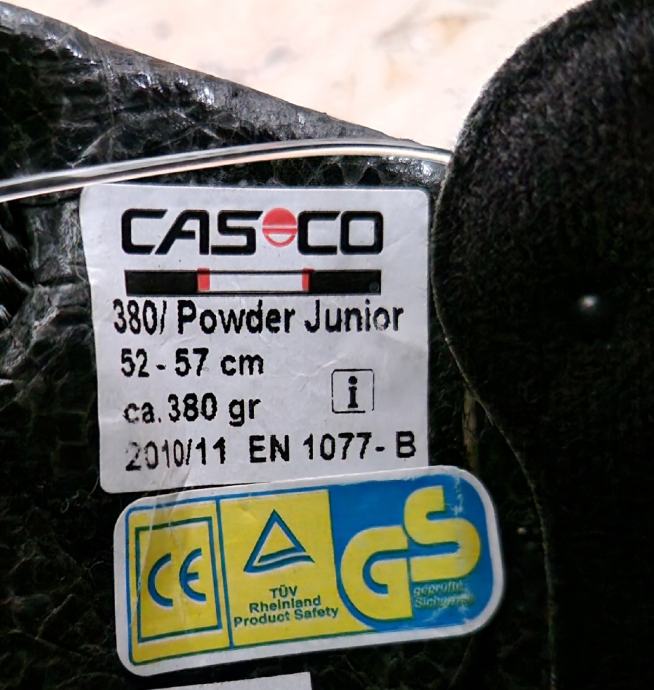 CASCO
380/ Powder Junior
52 - 57 cm
ca. 380 gr
i
2010/11 EN 1077- B
CE
TÜV
Rheinland
Product Safety
GS
geprüfte
Sicherheit